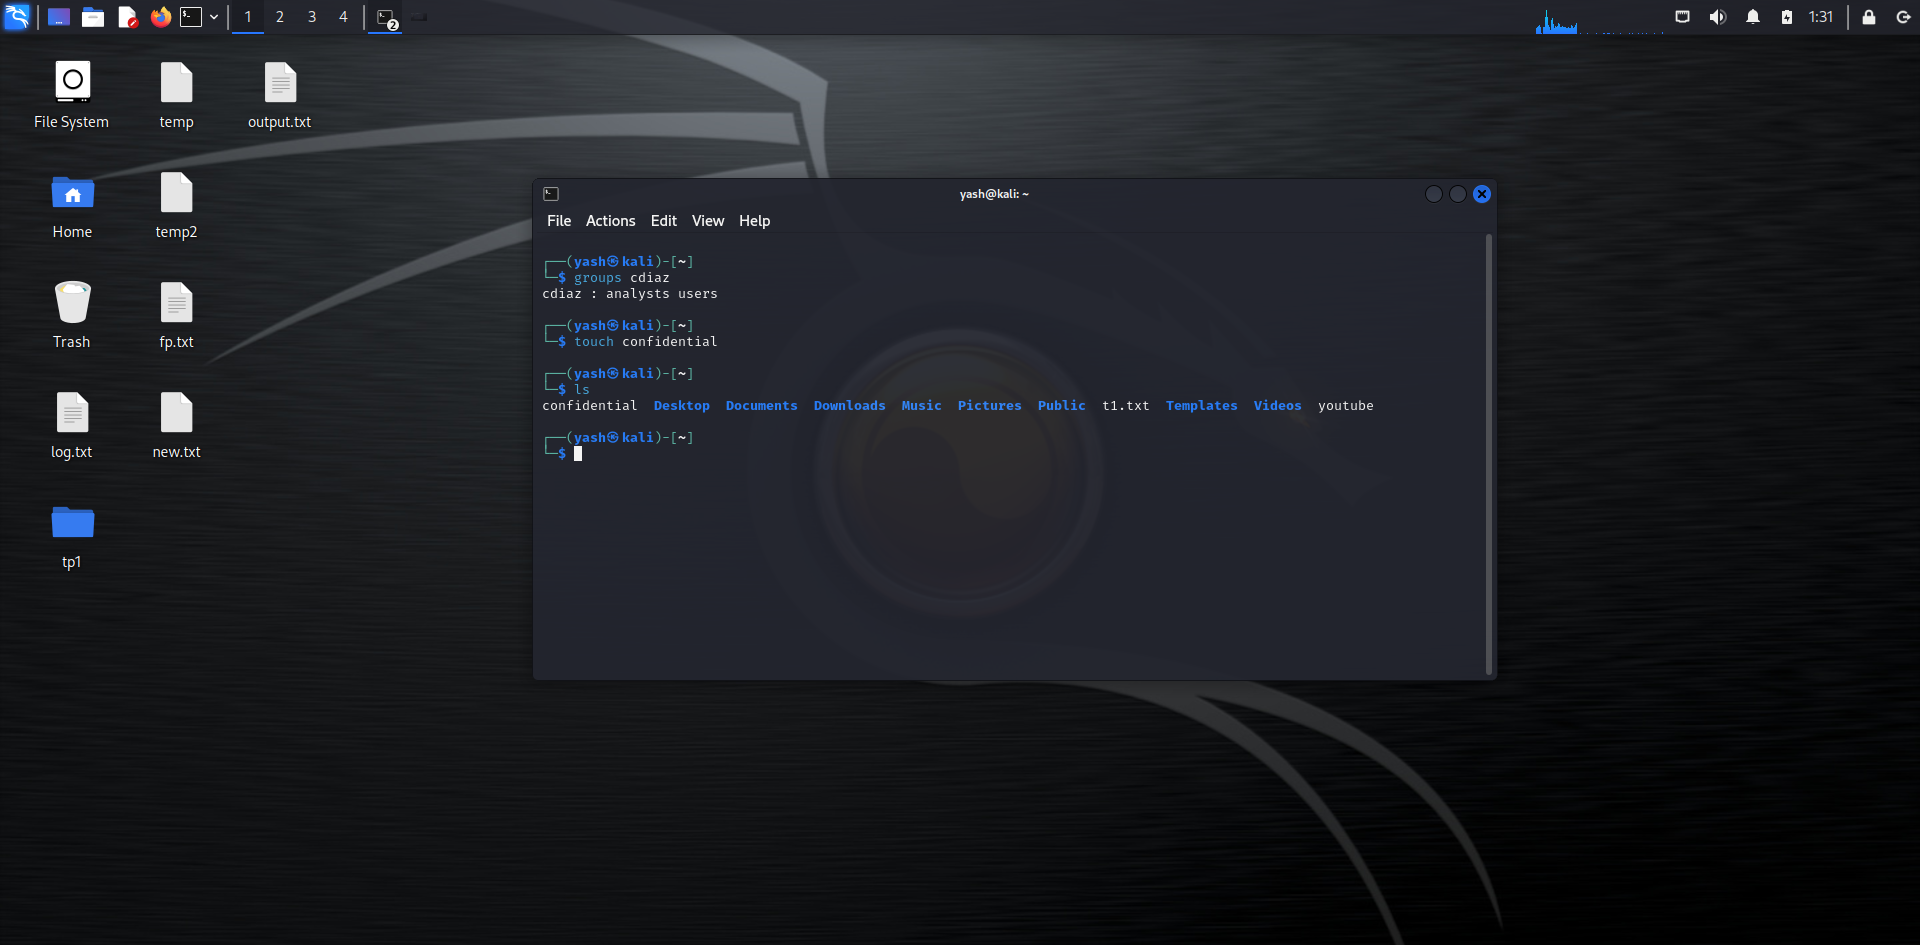 1 2 3 4 2 1:31
File System temp output.txt
Home temp2
Trash fp.txt
log.txt new.txt
tp1
yash@kali: ~
File Actions Edit View Help
┌──(yash㉿kali)-[~]
└─$ groups cdiaz
cdiaz : analysts users
┌──(yash㉿kali)-[~]
└─$ touch confidential
┌──(yash㉿kali)-[~]
└─$ ls
confidential Desktop Documents Downloads Music Pictures Public t1.txt Templates Videos youtube
┌──(yash㉿kali)-[~]
└─$